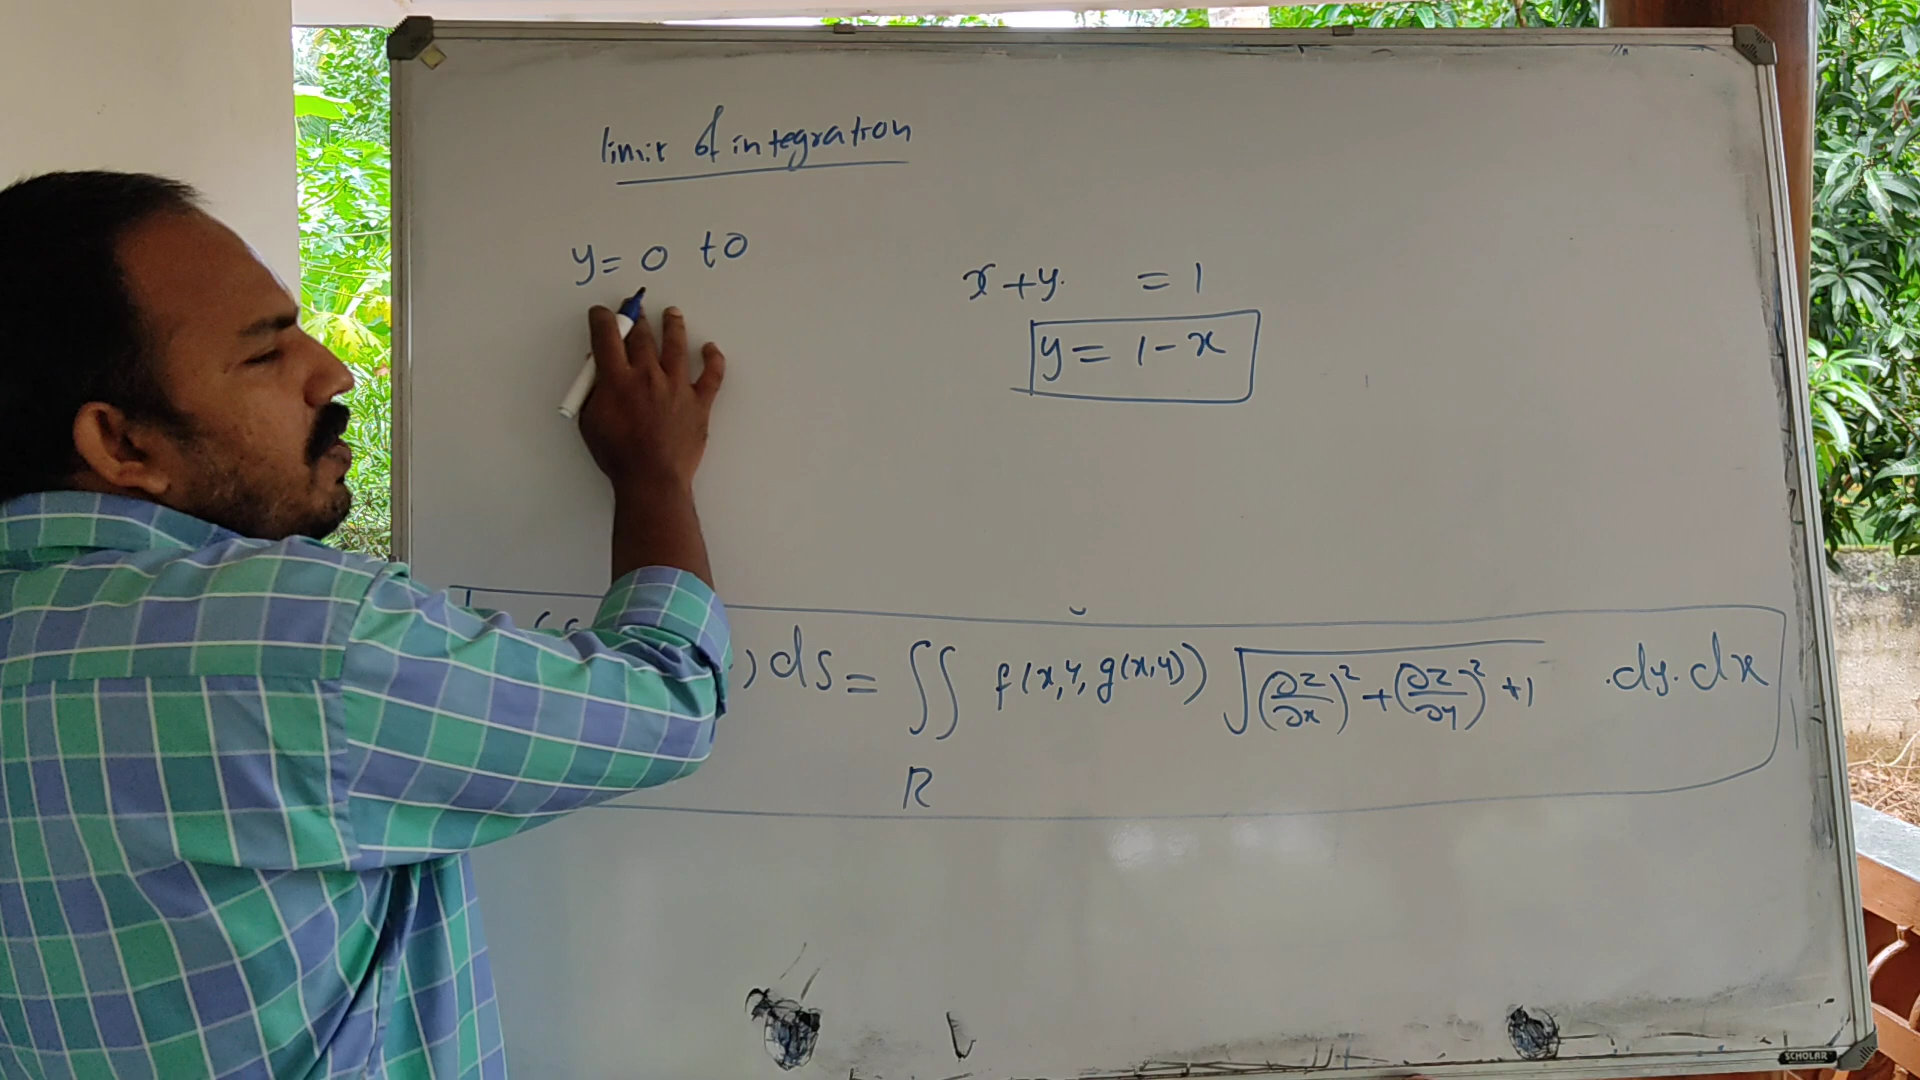 limit of integration
y = 0 to
x + y = 1
y = 1 - x
) ds = ∬ f(x, y, g(x,y)) √((∂z/∂x)² + (∂z/∂y)² + 1) . dy . dx
R
SCHOLAR